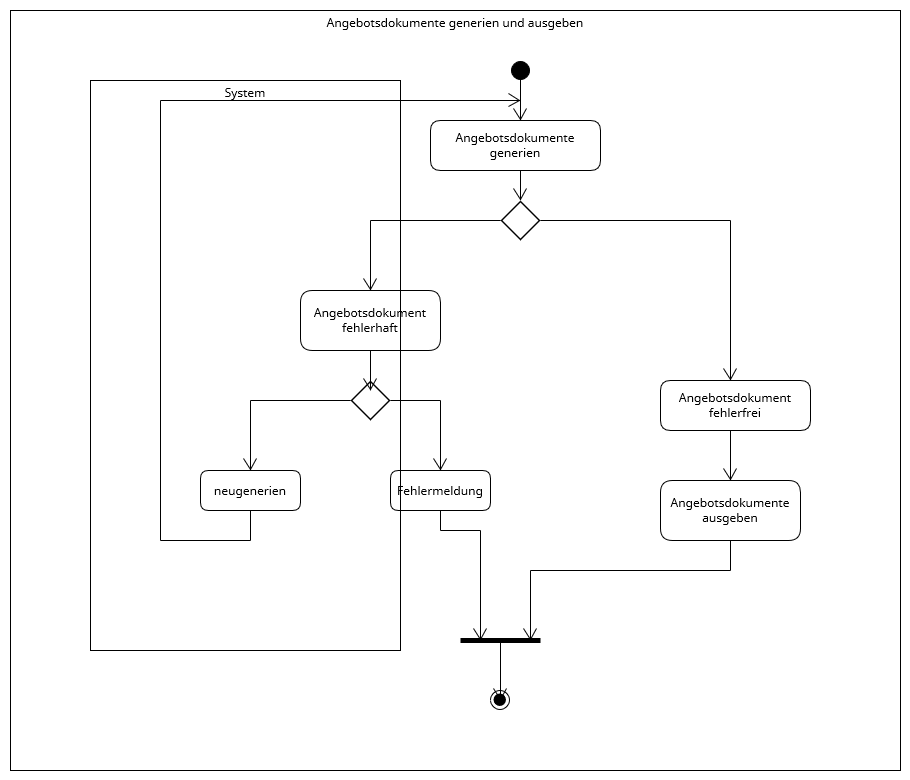 Angebotsdokumente generien und ausgeben
System
Angebotsdokumente
generien
Angebotsdokument
fehlerhaft
Angebotsdokument
fehlerfrei
neugenerien
Fehlermeldung
Angebotsdokumente
ausgeben